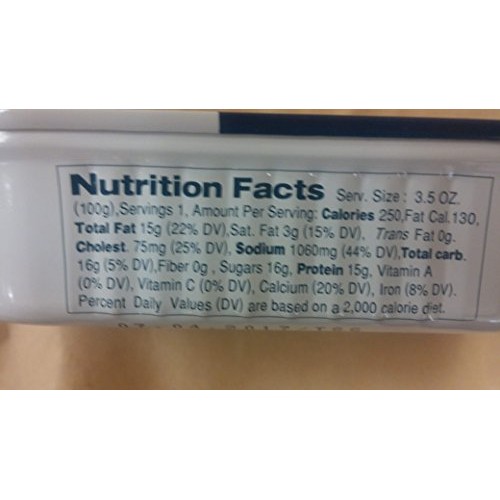 Nutrition Facts Serv. Size: 3.5 OZ.
(100g),Servings 1, Amount Per Serving: Calories 250,Fat Cal.130,
Total Fat 15g (22% DV),Sat. Fat 3g (15% DV), Trans Fat 0g.
Cholest. 75mg (25% DV), Sodium 1060mg (44% DV),Total carb.
16g (5% DV),Fiber 0g , Sugars 16g, Protein 15g, Vitamin A
(0% DV), Vitamin C (0% DV), Calcium (20% DV), Iron (8% DV).
Percent Daily Values (DV) are based on a 2,000 calorie diet.